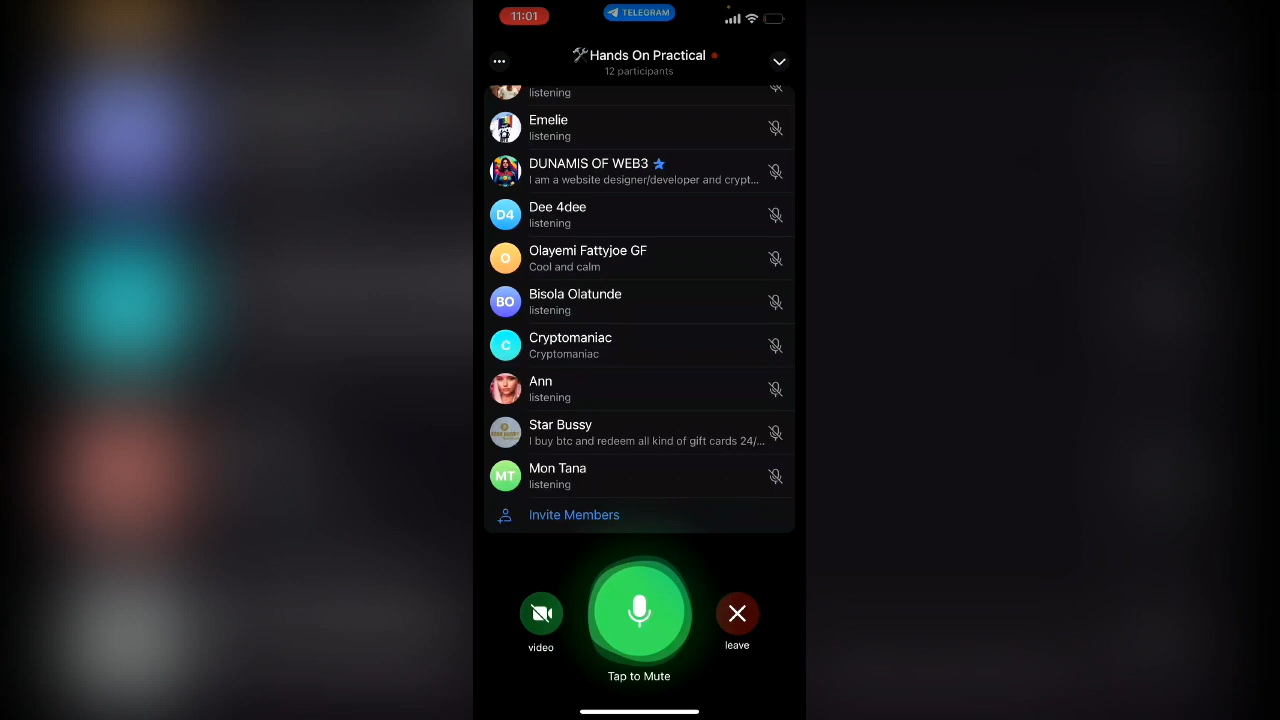 11:01
TELEGRAM
🛠Hands On Practical
12 participants
listening
Emelie
listening
DUNAMIS OF WEB3
I am a website designer/developer and crypt...
D4
Dee 4dee
listening
O
Olayemi Fattyjoe GF
Cool and calm
BO
Bisola Olatunde
listening
C
Cryptomaniac
Cryptomaniac
Ann
listening
Star Bussy
I buy btc and redeem all kind of gift cards 24/...
MT
Mon Tana
listening
Invite Members
video
leave
Tap to Mute